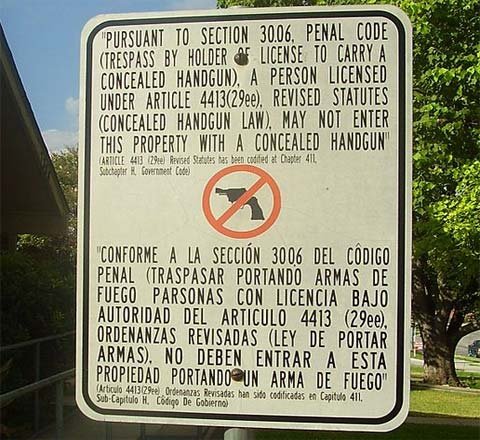 "PURSUANT TO SECTION 30.06, PENAL CODE
(TRESPASS BY HOLDER OF LICENSE TO CARRY A
CONCEALED HANDGUN), A PERSON LICENSED
UNDER ARTICLE 4413(29ee), REVISED STATUTES
(CONCEALED HANDGUN LAW), MAY NOT ENTER
THIS PROPERTY WITH A CONCEALED HANDGUN"
(ARTICLE 4413 (29ee) Revised Statutes has been codified at Chapter 411,
Subchapter H, Government Code)
"CONFORME A LA SECCIÓN 3006 DEL CÓDIGO
PENAL (TRASPASAR PORTANDO ARMAS DE
FUEGO PARSONAS CON LICENCIA BAJO
AUTORIDAD DEL ARTICULO 4413 (29ee),
ORDENANZAS REVISADAS (LEY DE PORTAR
ARMAS), NO DEBEN ENTRAR A ESTA
PROPIEDAD PORTANDO UN ARMA DE FUEGO"
(Articulo 4413(29ee) Ordenanzas Revisadas han sido codificadas en Capitulo 411,
Sub-Capitulo H, Código De Gobierno)